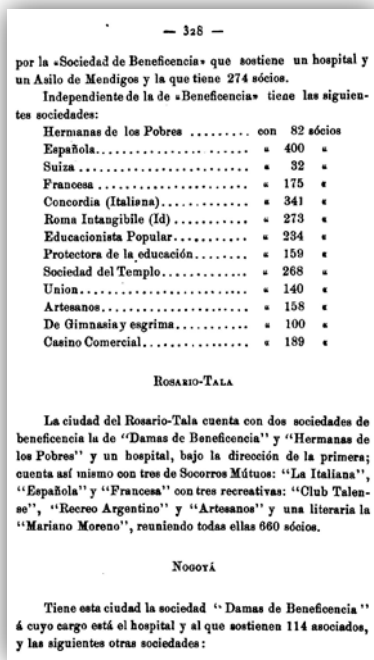 — 328 —
por la «Sociedad de Beneficencia» que sostiene un hospital y
un Asilo de Mendigos y la que tiene 274 sócios.
Independiente de la de «Beneficencia» tiene las siguien-
tes sociedades:
Hermanas de los Pobres ......... con 82 sócios
Española...................... « 400 «
Suiza ........................ « 32 «
Francesa ..................... « 175 «
Concordia (Italiana).......... « 341 «
Roma Intangibile (Id) ......... « 273 «
Educacionista Popular.......... « 234 «
Protectora de la educación...... « 159 «
Sociedad del Templo........... « 268 «
Union........................ « 140 «
Artesanos.................... « 158 «
De Gimnasia y esgrima.......... « 100 «
Casino Comercial............... « 189 «
ROSARIO-TALA
La ciudad del Rosario-Tala cuenta con dos sociedades de
beneficencia la de “Damas de Beneficencia” y “Hermanas de
los Pobres” y un hospital, bajo la dirección de la primera;
cuenta así mismo con tres de Socorros Mútuos: “La Italiana”,
“Española” y “Francesa” con tres recreativas: “Club Talen-
se”, “Recreo Argentino” y “Artesanos” y una literaria la
“Mariano Moreno”, reuniendo todas ellas 660 sócios.
NOGOYÁ
Tiene esta ciudad la sociedad “Damas de Beneficencia”
á cuyo cargo está el hospital y al que sostienen 114 asociados,
y las siguientes otras sociedades: